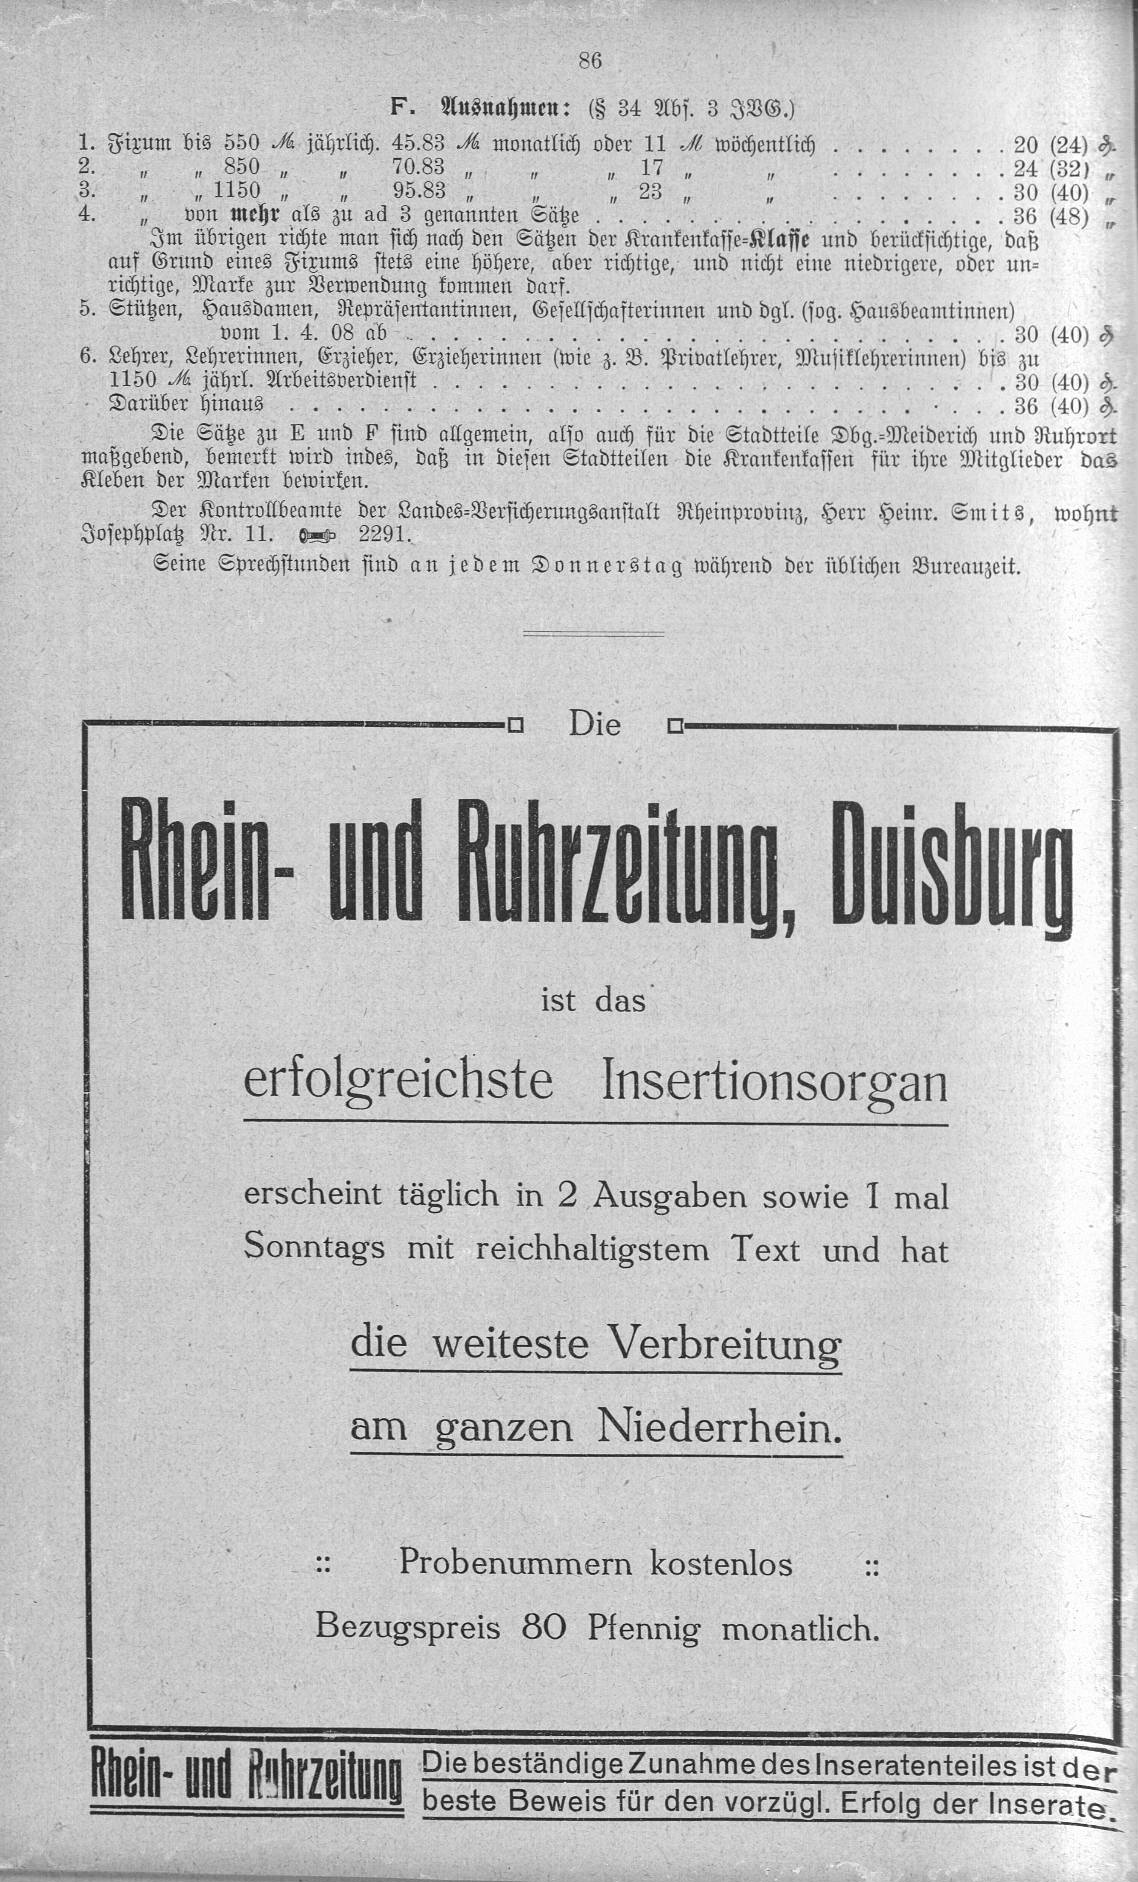 86
F. Ausnahmen: (§ 34 Abs. 3 JVG.)
1. Fixum bis 550 M jährlich. 45.83 M monatlich oder 11 M wöchentlich . . . . . . . . 20 (24) ₰.
2. „ „ 850 „ „ 70.83 „ „ „ 17 „ „ . . . . . . . . 24 (32) „
3. „ „ 1150 „ „ 95.83 „ „ „ 23 „ „ . . . . . . . . 30 (40) „
4. „ von mehr als zu ad 3 genannten Sätze . . . . . . . . . . . . . . . . . . 36 (48) „
Im übrigen richte man sich nach den Sätzen der Krankenkasse-Klasse und berücksichtige, daß
auf Grund eines Fixums stets eine höhere, aber richtige, und nicht eine niedrigere, oder un-
richtige, Marke zur Verwendung kommen darf.
5. Stützen, Hausdamen, Repräsentantinnen, Gesellschafterinnen und dgl. (sog. Hausbeamtinnen)
vom 1. 4. 08 ab . . . . . . . . . . . . . . . . . . . . . . . . . 30 (40) ₰
6. Lehrer, Lehrerinnen, Erzieher, Erzieherinnen (wie z. B. Privatlehrer, Musiklehrerinnen) bis zu
1150 M jährl. Arbeitsverdienst . . . . . . . . . . . . . . . . . . . . . . . . 30 (40) ₰.
Darüber hinaus . . . . . . . . . . . . . . . . . . . . . . . . . . . . . . 36 (40) ₰.
Die Sätze zu E und F sind allgemein, also auch für die Stadtteile Dbg.-Meiderich und Ruhrort
maßgebend, bemerkt wird indes, daß in diesen Stadtteilen die Krankenkassen für ihre Mitglieder das
Kleben der Marken bewirken.
Der Kontrollbeamte der Landes-Versicherungsanstalt Rheinprovinz, Herr Heinr. Smits, wohnt
Josephplatz Nr. 11. 2291.
Seine Sprechstunden sind an jedem Donnerstag während der üblichen Bureauzeit.
Die
Rhein- und Ruhrzeitung, Duisburg
ist das
erfolgreichste Insertionsorgan
erscheint täglich in 2 Ausgaben sowie 1 mal
Sonntags mit reichhaltigstem Text und hat
die weiteste Verbreitung
am ganzen Niederrhein.
:: Probenummern kostenlos ::
Bezugspreis 80 Pfennig monatlich.
Rhein- und Ruhrzeitung
Die beständige Zunahme des Inseratenteiles ist der
beste Beweis für den vorzügl. Erfolg der Inserate.